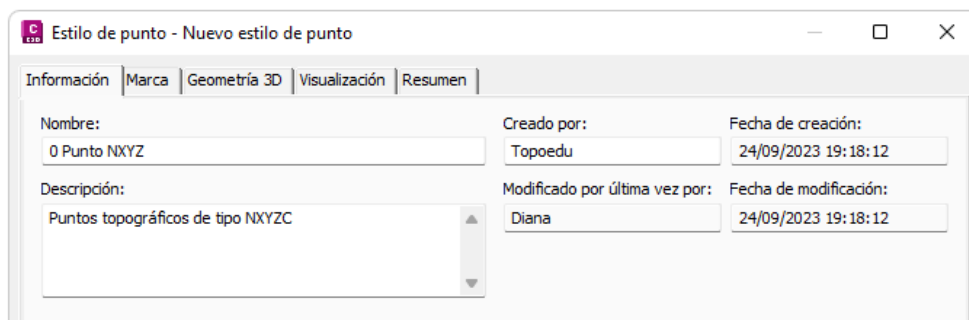 C
E3D
Estilo de punto - Nuevo estilo de punto
Información Marca Geometría 3D Visualización Resumen
Nombre:
0 Punto NXYZ
Creado por:
Topoedu
Fecha de creación:
24/09/2023 19:18:12
Descripción:
Puntos topográficos de tipo NXYZC
Modificado por última vez por:
Diana
Fecha de modificación:
24/09/2023 19:18:12